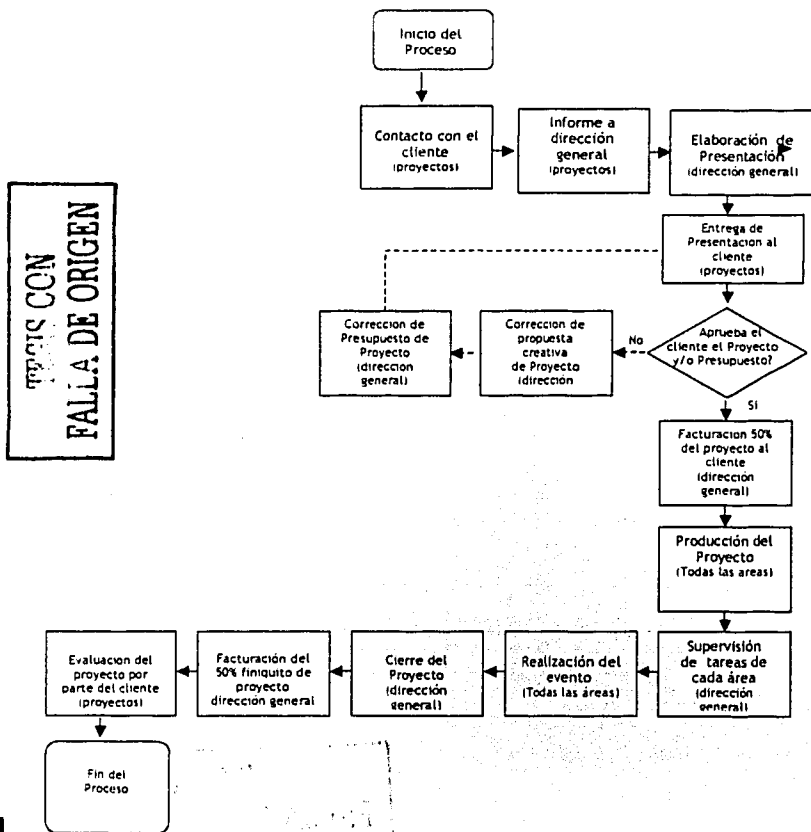 Inicio del
Proceso
Contacto con el
cliente
(proyectos)
Informe a
dirección
general
(proyectos)
Elaboración de
Presentación
(dirección general)
Entrega de
Presentacion al
cliente
(proyectos)
Aprueba el
cliente el Proyecto
y/o Presupuesto?
No
Correccion de
propuesta
creativa
de Proyecto
(dirección
Correccion de
Presupuesto de
Proyecto
(direccion
general)
Si
Facturacion 50%
del proyecto al
cliente
(dirección
general)
Producción del
Proyecto
(Todas las areas)
Supervisión
de tareas de
cada área
(dirección
general)
Realización del
evento
(Todas las áreas)
Cierre del
Proyecto
(dirección
general)
Facturación del
50% finiquito de
proyecto
dirección general
Evaluacion del
proyecto por
parte del cliente
(proyectos)
Fin del
Proceso
TESIS CON
FALLA DE ORIGEN